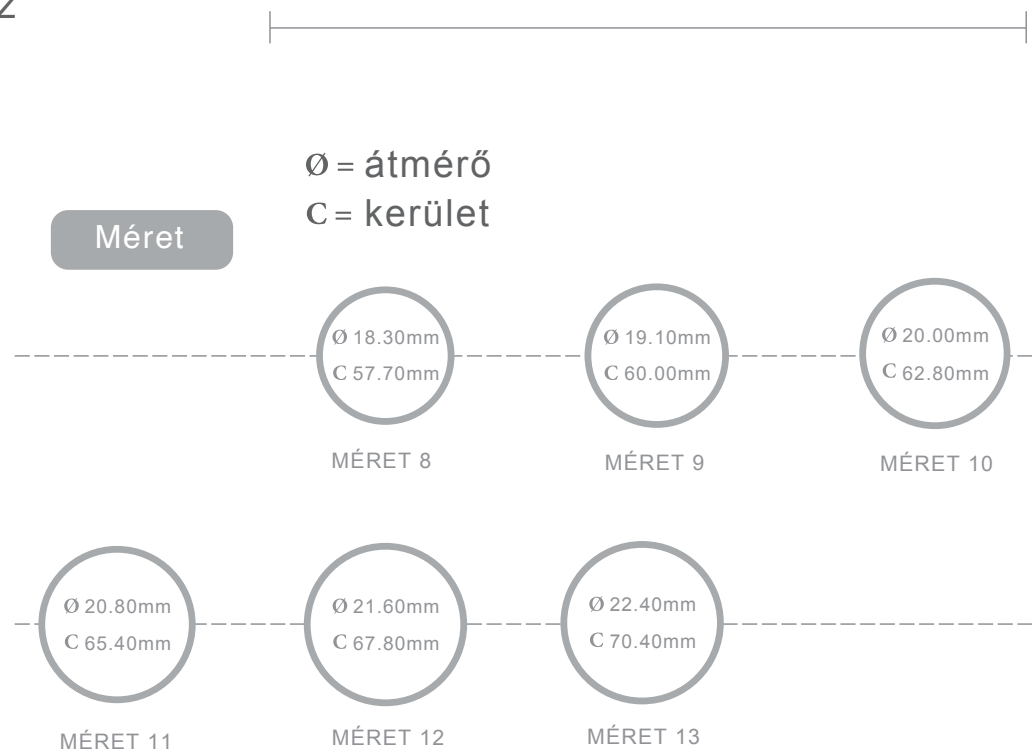 Ø = átmérő
C = kerület
Méret
Ø 18.30mm
C 57.70mm
MÉRET 8
Ø 19.10mm
C 60.00mm
MÉRET 9
Ø 20.00mm
C 62.80mm
MÉRET 10
Ø 20.80mm
C 65.40mm
MÉRET 11
Ø 21.60mm
C 67.80mm
MÉRET 12
Ø 22.40mm
C 70.40mm
MÉRET 13